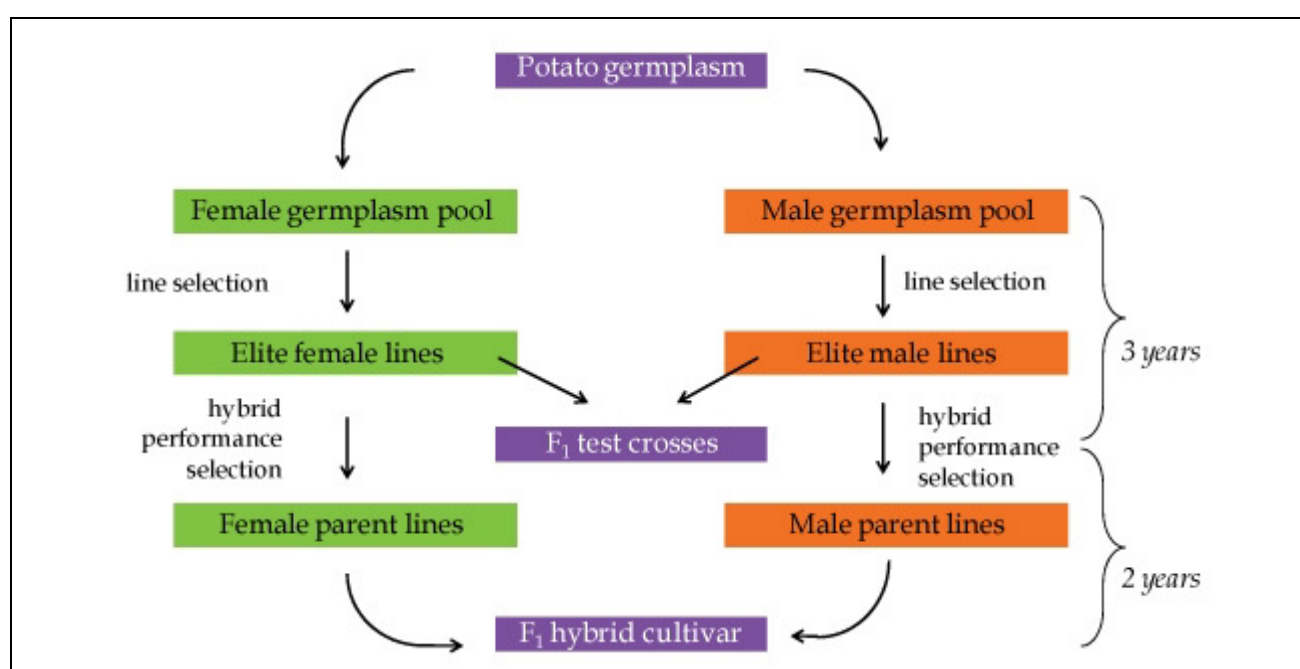 Potato germplasm
Female germplasm pool
Male germplasm pool
line selection
line selection
Elite female lines
Elite male lines
3 years
hybrid
performance
selection
F₁ test crosses
hybrid
performance
selection
Female parent lines
Male parent lines
2 years
F₁ hybrid cultivar